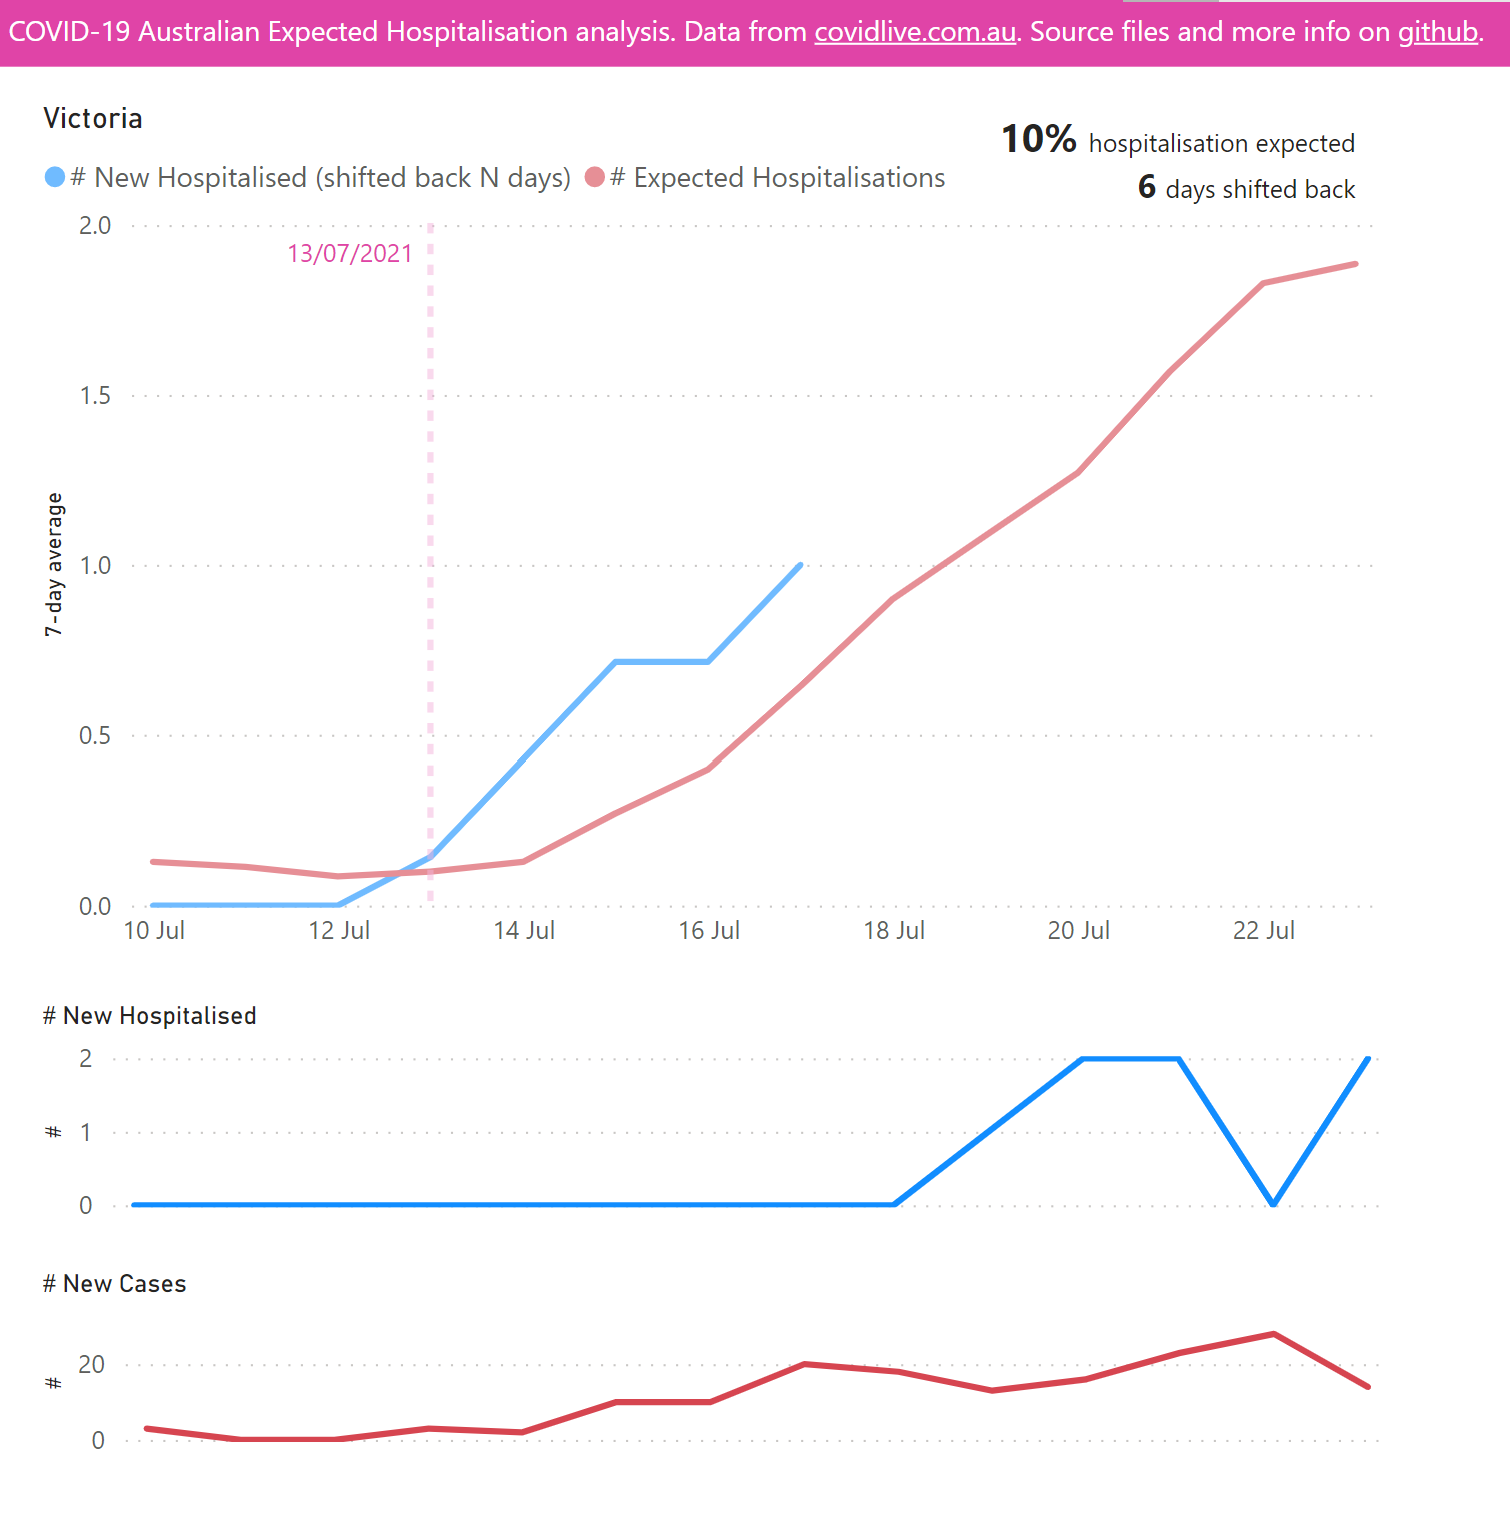 COVID-19 Australian Expected Hospitalisation analysis. Data from covidlive.com.au. Source files and more info on github.
Victoria
10% hospitalisation expected
# New Hospitalised (shifted back N days) # Expected Hospitalisations
6 days shifted back
2.0
13/07/2021
1.5
7-day average
1.0
0.5
0.0
10 Jul 12 Jul 14 Jul 16 Jul 18 Jul 20 Jul 22 Jul
# New Hospitalised
2
# 1
0
# New Cases
20
#
0